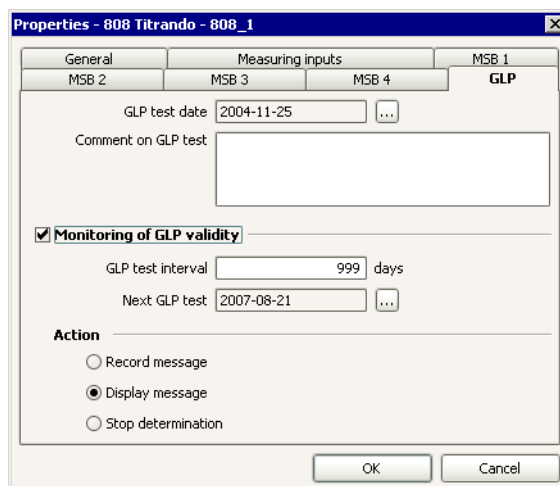 Properties - 808 Titrando - 808_1
General Measuring inputs MSB 1
MSB 2 MSB 3 MSB 4 GLP
GLP test date 2004-11-25 ...
Comment on GLP test
Monitoring of GLP validity
GLP test interval 999 days
Next GLP test 2007-08-21 ...
Action
Record message
Display message
Stop determination
OK Cancel